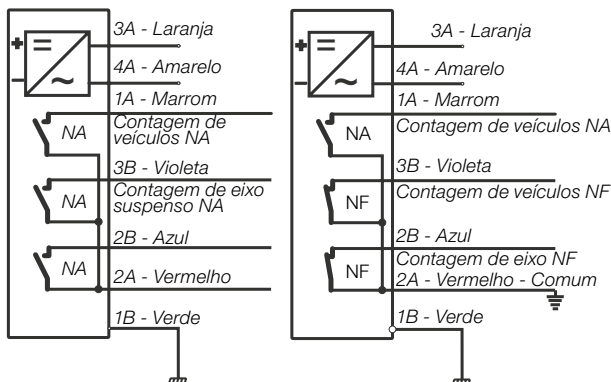 3A - Laranja
4A - Amarelo
1A - Marrom
NA
Contagem de
veículos NA
3B - Violeta
NA
Contagem de eixo
suspenso NA
2B - Azul
NA
2A - Vermelho
1B - Verde
3A - Laranja
4A - Amarelo
1A - Marrom
NA
Contagem de veículos NA
3B - Violeta
NF
Contagem de veículos NF
2B - Azul
NF
Contagem de eixo NF
2A - Vermelho - Comum
1B - Verde